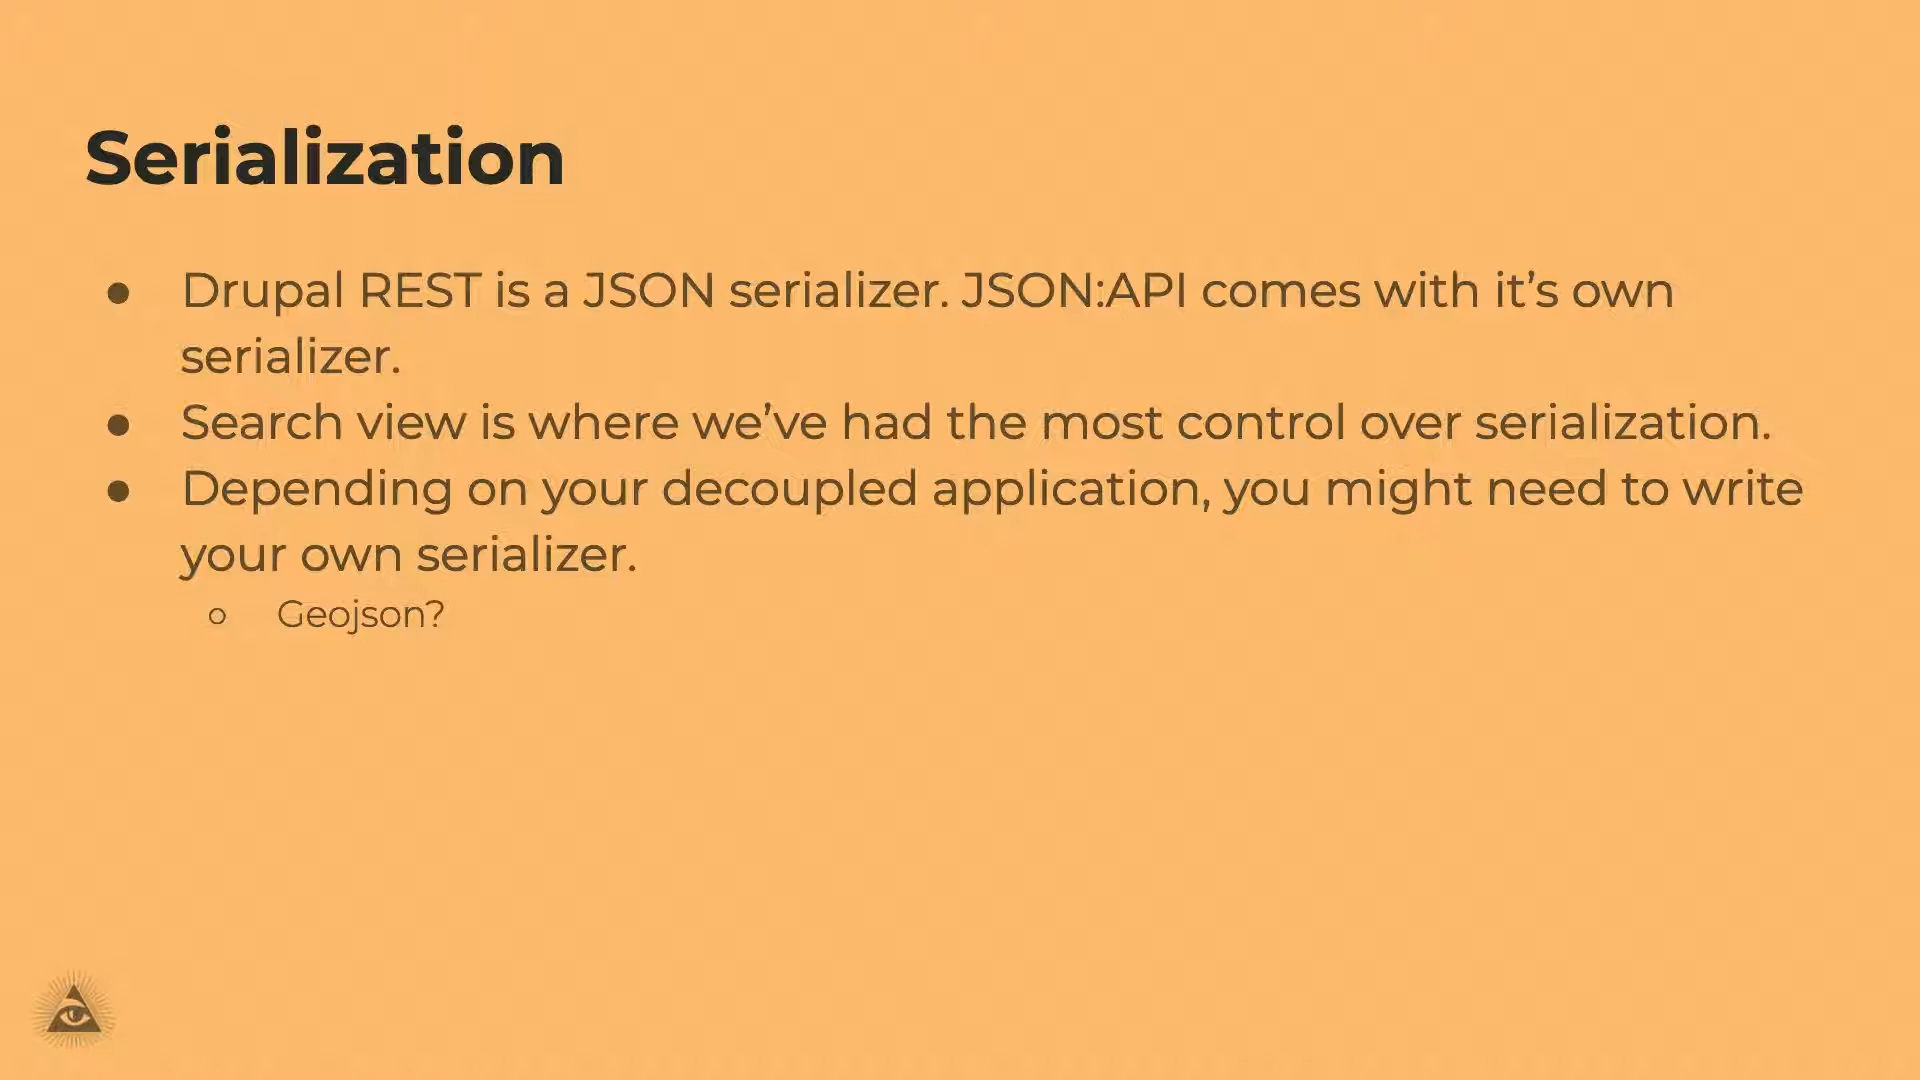 Serialization
● Drupal REST is a JSON serializer. JSON:API comes with it’s own
serializer.
● Search view is where we’ve had the most control over serialization.
● Depending on your decoupled application, you might need to write
your own serializer.
○ Geojson?